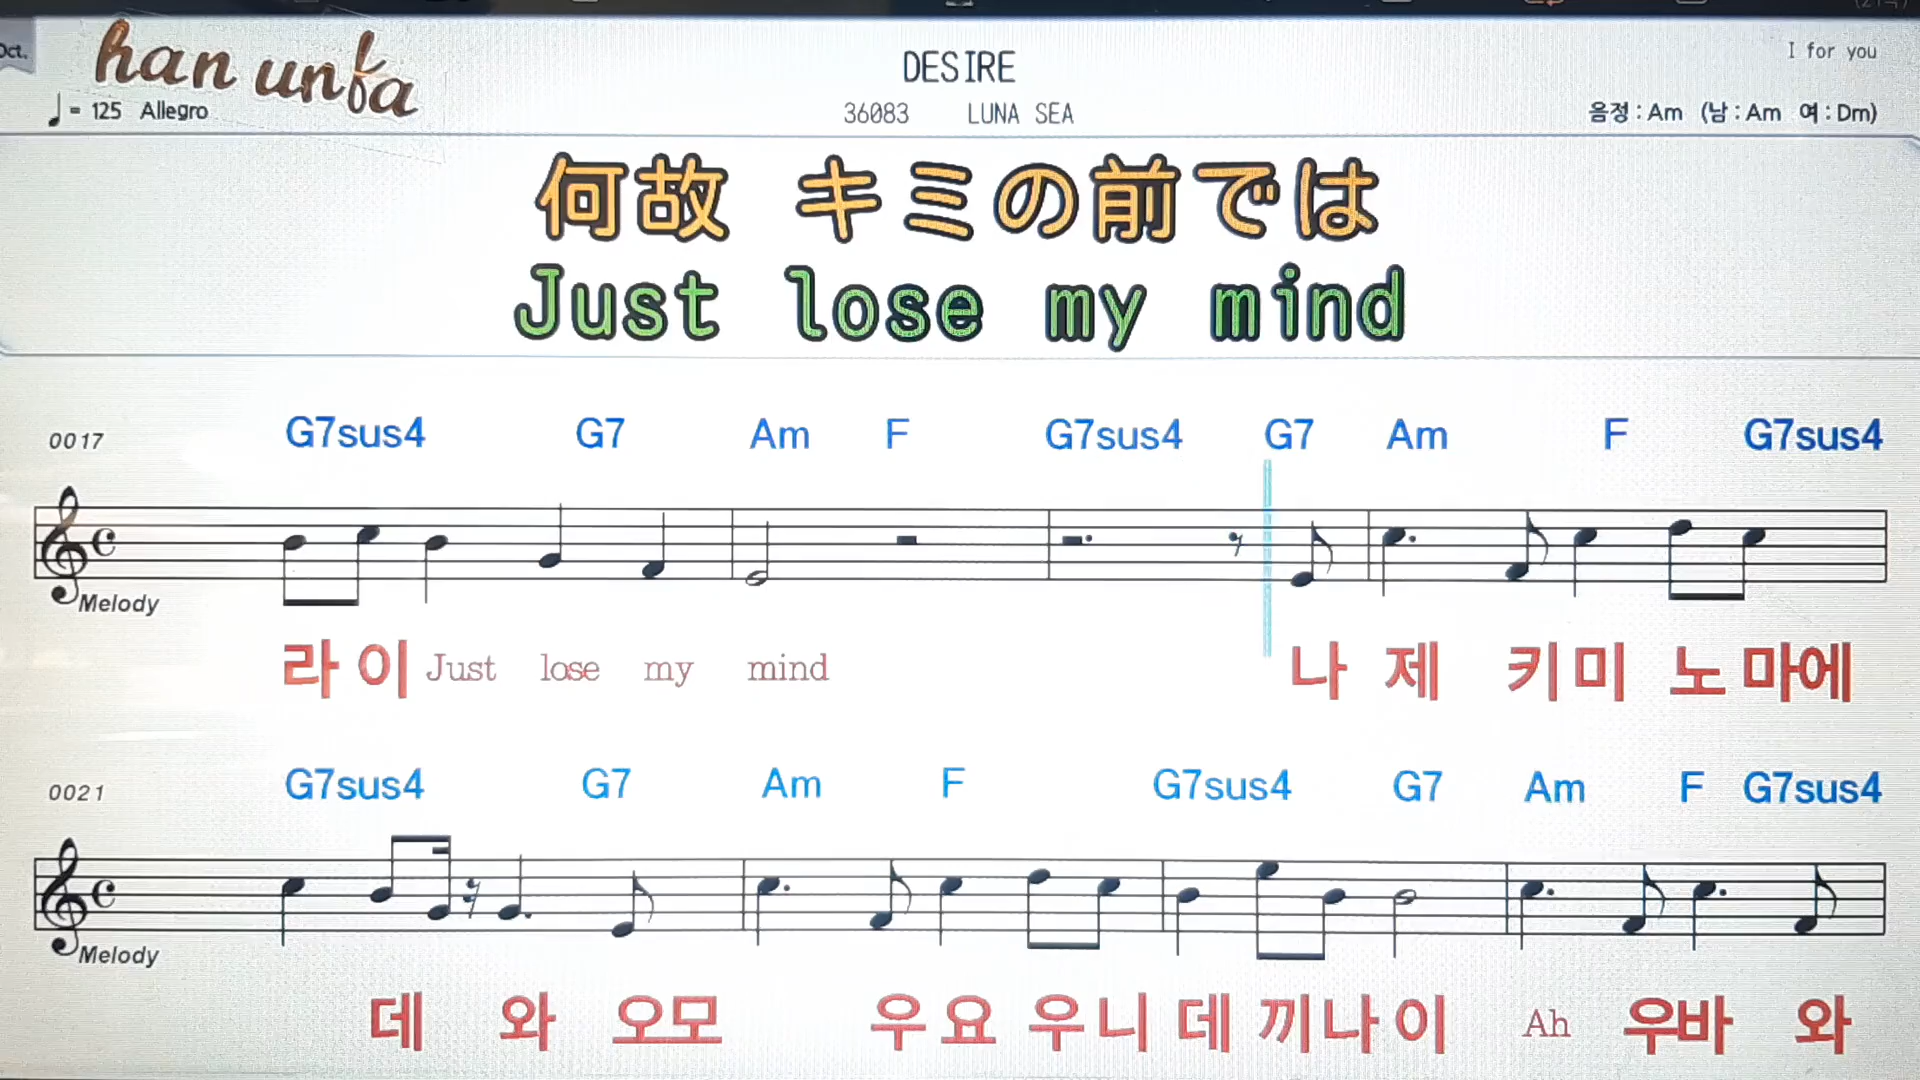 Oct.
han unfa
I for you
DESIRE
♩= 125 Allegro
36083 LUNA SEA
음정:Am (남:Am 여:Dm)
何故 キミの前では
Just lose my mind
0017 G7sus4 G7 Am F G7sus4 G7 Am F G7sus4
Melody
라 이 Just lose my mind 나 제 키 미 노 마에
0021 G7sus4 G7 Am F G7sus4 G7 Am F G7sus4
Melody
데 와 오모 우 요 우 니 데 끼 나 이 Ah 우바 와